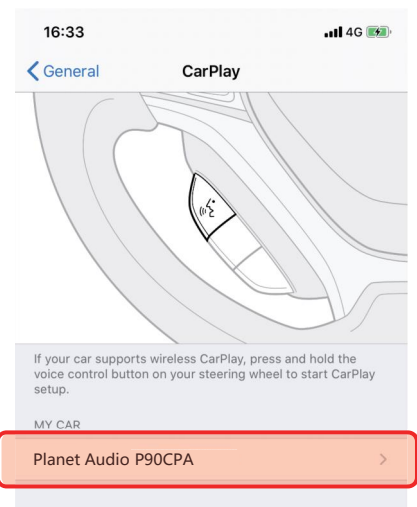 16:33
4G
General
CarPlay
If your car supports wireless CarPlay, press and hold the
voice control button on your steering wheel to start CarPlay
setup.
MY CAR
Planet Audio P90CPA